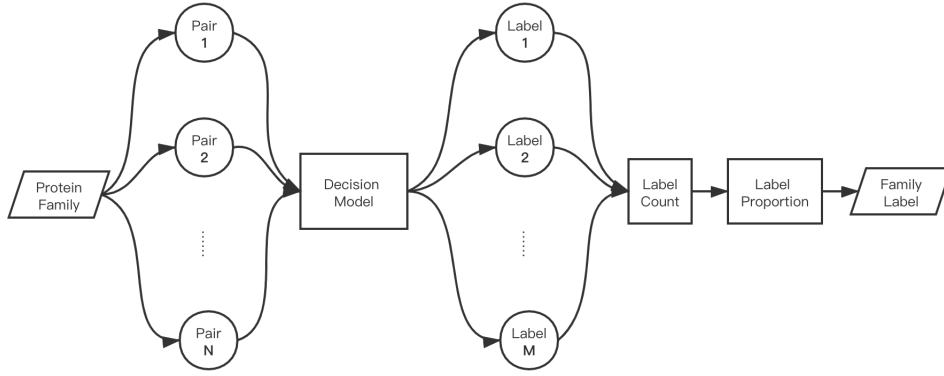 Protein
Family
Pair
1
Pair
2
Pair
N
Decision
Model
Label
1
Label
2
Label
M
Label
Count
Label
Proportion
Family
Label